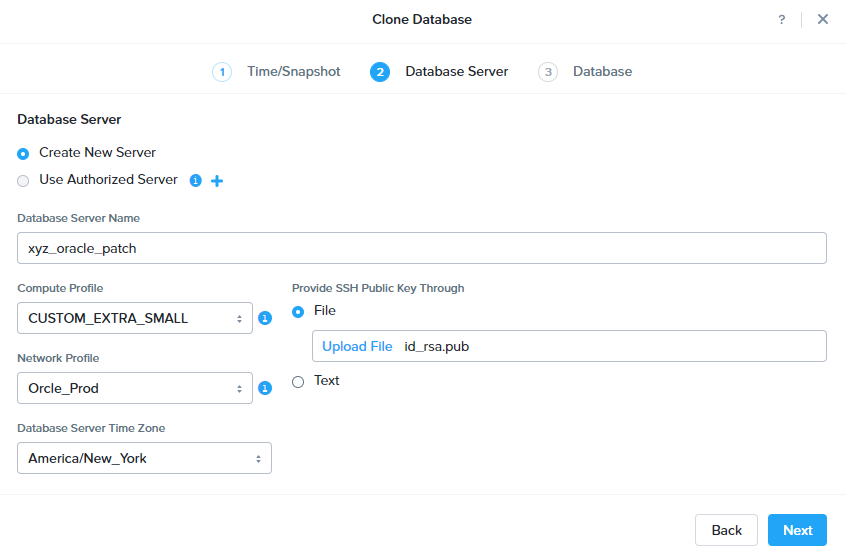 Clone Database
?
1 Time/Snapshot 2 Database Server 3 Database
Database Server
Create New Server
Use Authorized Server
Database Server Name
xyz_oracle_patch
Compute Profile
CUSTOM_EXTRA_SMALL
Network Profile
Orcle_Prod
Database Server Time Zone
America/New_York
Provide SSH Public Key Through
File
Upload File id_rsa.pub
Text
Back Next